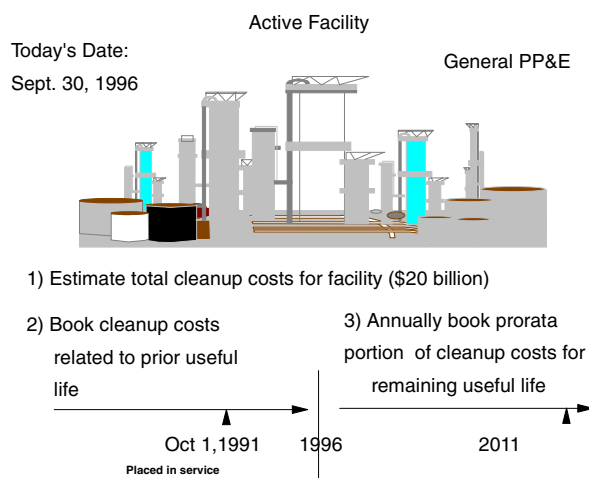 Active Facility
Today's Date:
Sept. 30, 1996
General PP&E
1) Estimate total cleanup costs for facility ($20 billion)
2) Book cleanup costs
related to prior useful
life
3) Annually book prorata
portion of cleanup costs for
remaining useful life
Oct 1,1991
1996
2011
Placed in service